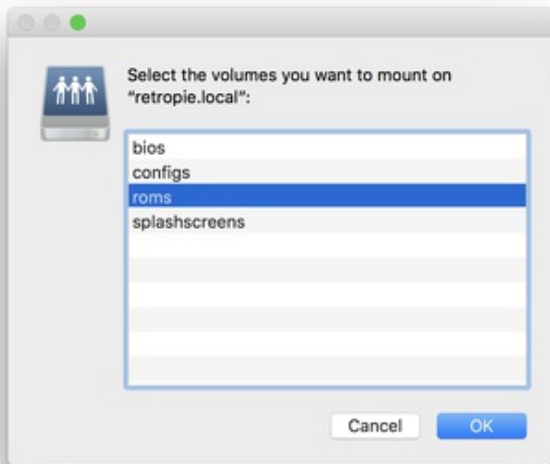 Select the volumes you want to mount on
“retropie.local”:
bios
configs
roms
splashscreens
Cancel
OK